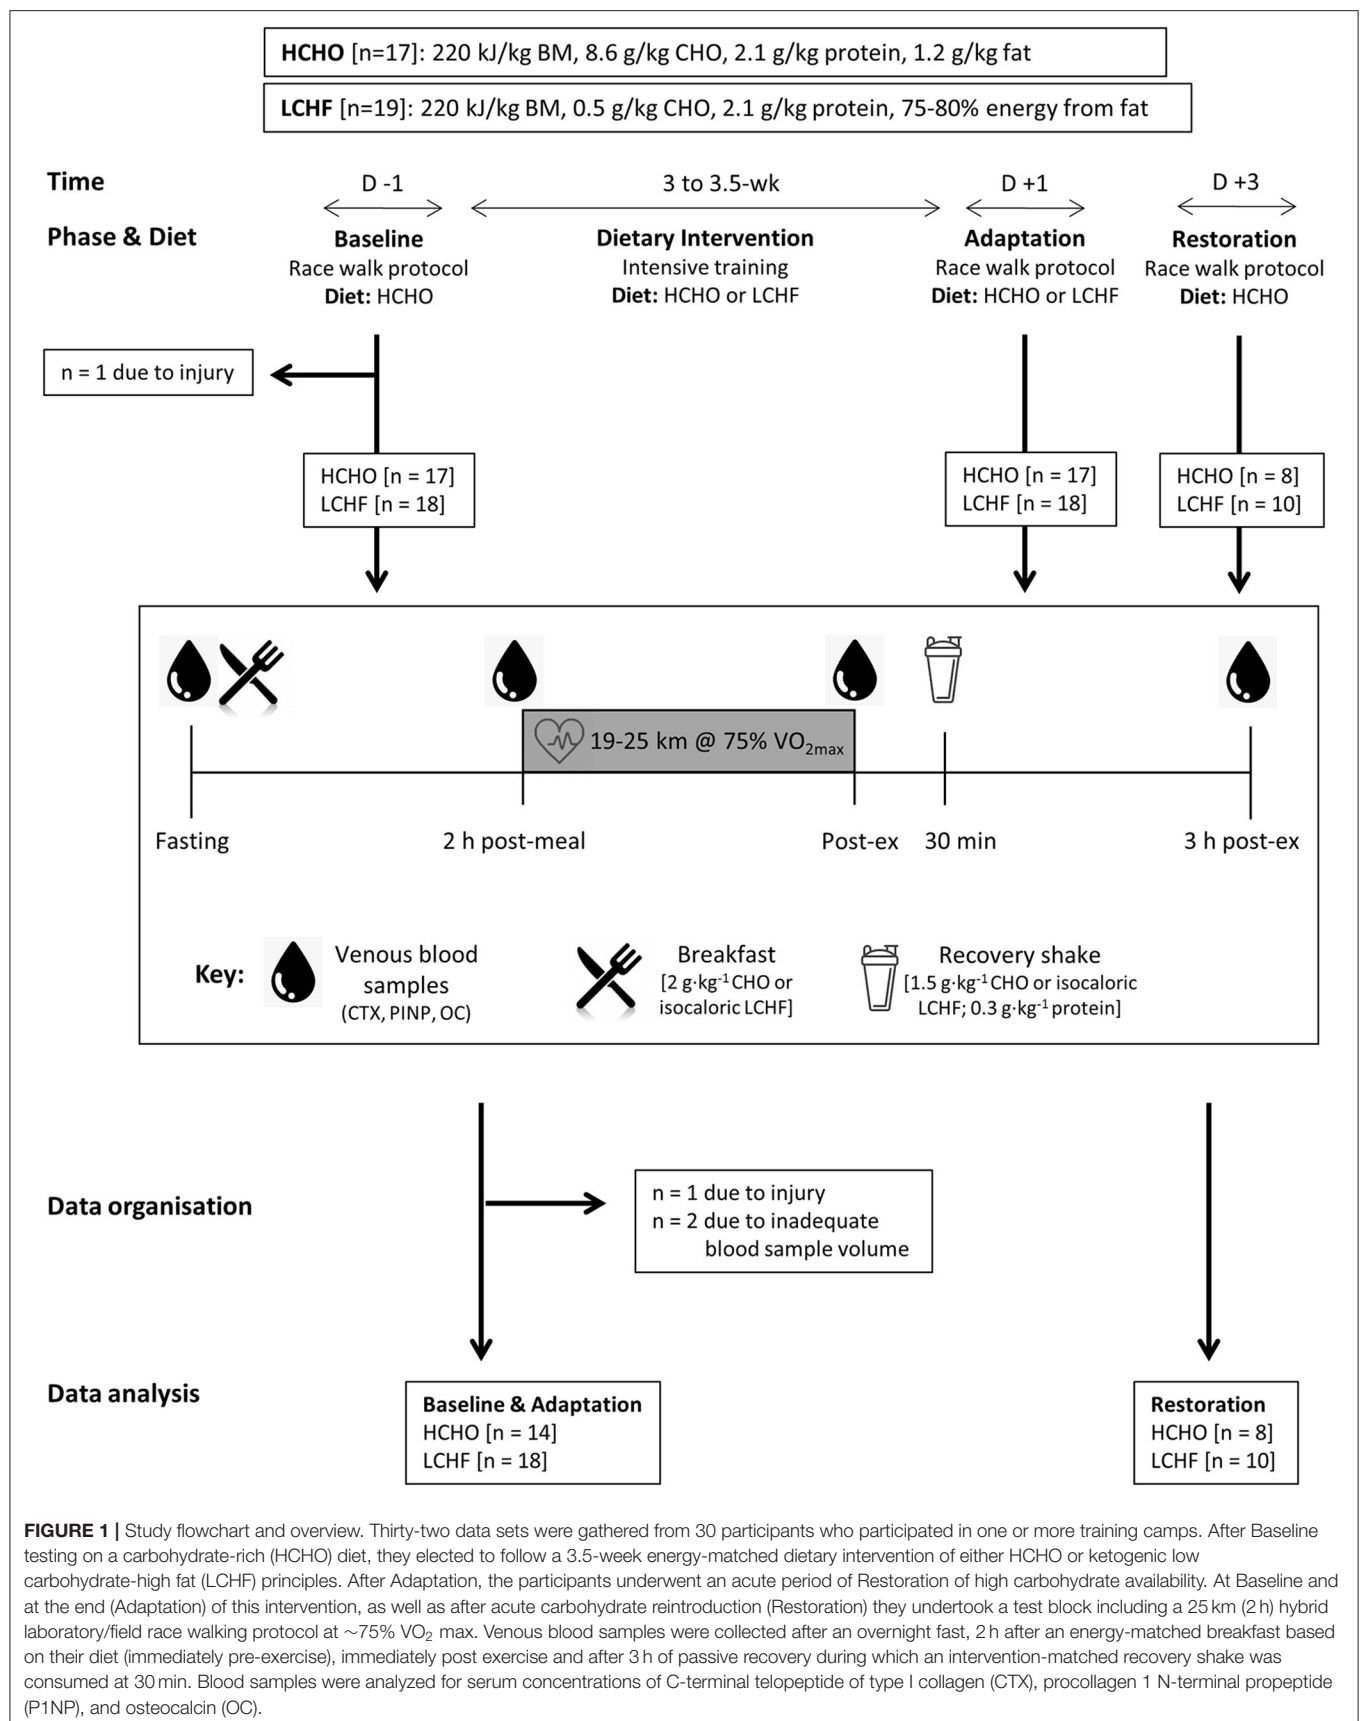 HCHO [n=17]: 220 kJ/kg BM, 8.6 g/kg CHO, 2.1 g/kg protein, 1.2 g/kg fat
LCHF [n=19]: 220 kJ/kg BM, 0.5 g/kg CHO, 2.1 g/kg protein, 75-80% energy from fat
Time
D -1
3 to 3.5-wk
D +1
D +3
Phase & Diet
Baseline
Race walk protocol
Diet: HCHO
Dietary Intervention
Intensive training
Diet: HCHO or LCHF
Adaptation
Race walk protocol
Diet: HCHO or LCHF
Restoration
Race walk protocol
Diet: HCHO
n = 1 due to injury
HCHO [n = 17]
LCHF [n = 18]
HCHO [n = 17]
LCHF [n = 18]
HCHO [n = 8]
LCHF [n = 10]
19-25 km @ 75% VO2max
Fasting
2 h post-meal
Post-ex
30 min
3 h post-ex
Key:
Venous blood
samples
(CTX, PINP, OC)
Breakfast
[2 g·kg-1 CHO or
isocaloric LCHF]
Recovery shake
[1.5 g·kg-1 CHO or isocaloric
LCHF; 0.3 g·kg-1 protein]
Data organisation
n = 1 due to injury
n = 2 due to inadequate
blood sample volume
Data analysis
Baseline & Adaptation
HCHO [n = 14]
LCHF [n = 18]
Restoration
HCHO [n = 8]
LCHF [n = 10]
FIGURE 1 | Study flowchart and overview. Thirty-two data sets were gathered from 30 participants who participated in one or more training camps. After Baseline
testing on a carbohydrate-rich (HCHO) diet, they elected to follow a 3.5-week energy-matched dietary intervention of either HCHO or ketogenic low
carbohydrate-high fat (LCHF) principles. After Adaptation, the participants underwent an acute period of Restoration of high carbohydrate availability. At Baseline and
at the end (Adaptation) of this intervention, as well as after acute carbohydrate reintroduction (Restoration) they undertook a test block including a 25 km (2 h) hybrid
laboratory/field race walking protocol at ~75% VO2 max. Venous blood samples were collected after an overnight fast, 2 h after an energy-matched breakfast based
on their diet (immediately pre-exercise), immediately post exercise and after 3 h of passive recovery during which an intervention-matched recovery shake was
consumed at 30 min. Blood samples were analyzed for serum concentrations of C-terminal telopeptide of type I collagen (CTX), procollagen 1 N-terminal propeptide
(P1NP), and osteocalcin (OC).